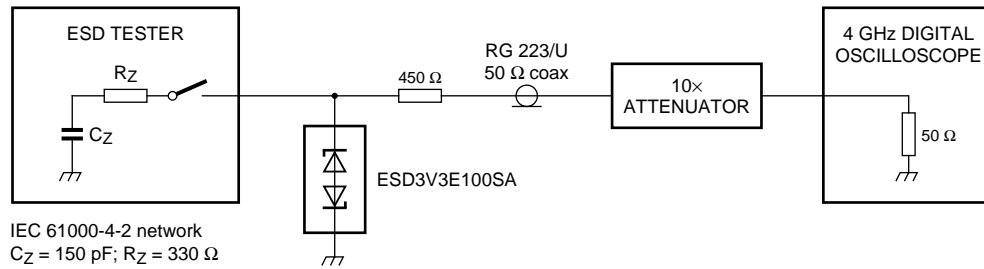 ESD TESTER
RZ
CZ
450 Ω
RG 223/U
50 Ω coax
10×
ATTENUATOR
4 GHz DIGITAL
OSCILLOSCOPE
50 Ω
ESD3V3E100SA
IEC 61000-4-2 network
CZ = 150 pF; RZ = 330 Ω